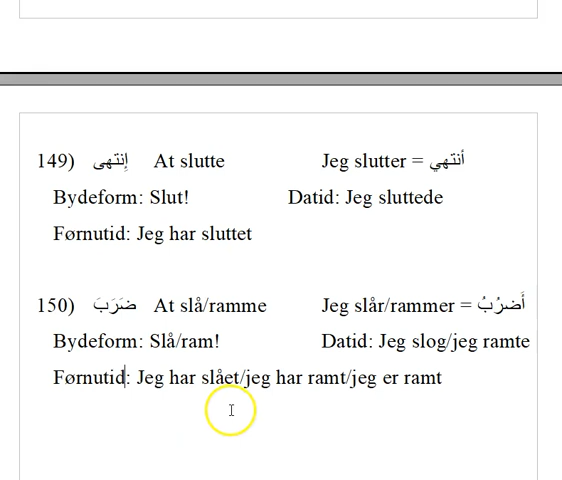 149) إنتهى At slutte Jeg slutter = أنتهي
Bydeform: Slut! Datid: Jeg sluttede
Førnutid: Jeg har sluttet
150) ضَرَبَ At slå/ramme Jeg slår/rammer = أَضرُبُ
Bydeform: Slå/ram! Datid: Jeg slog/jeg ramte
Førnutid: Jeg har slået/jeg har ramt/jeg er ramt